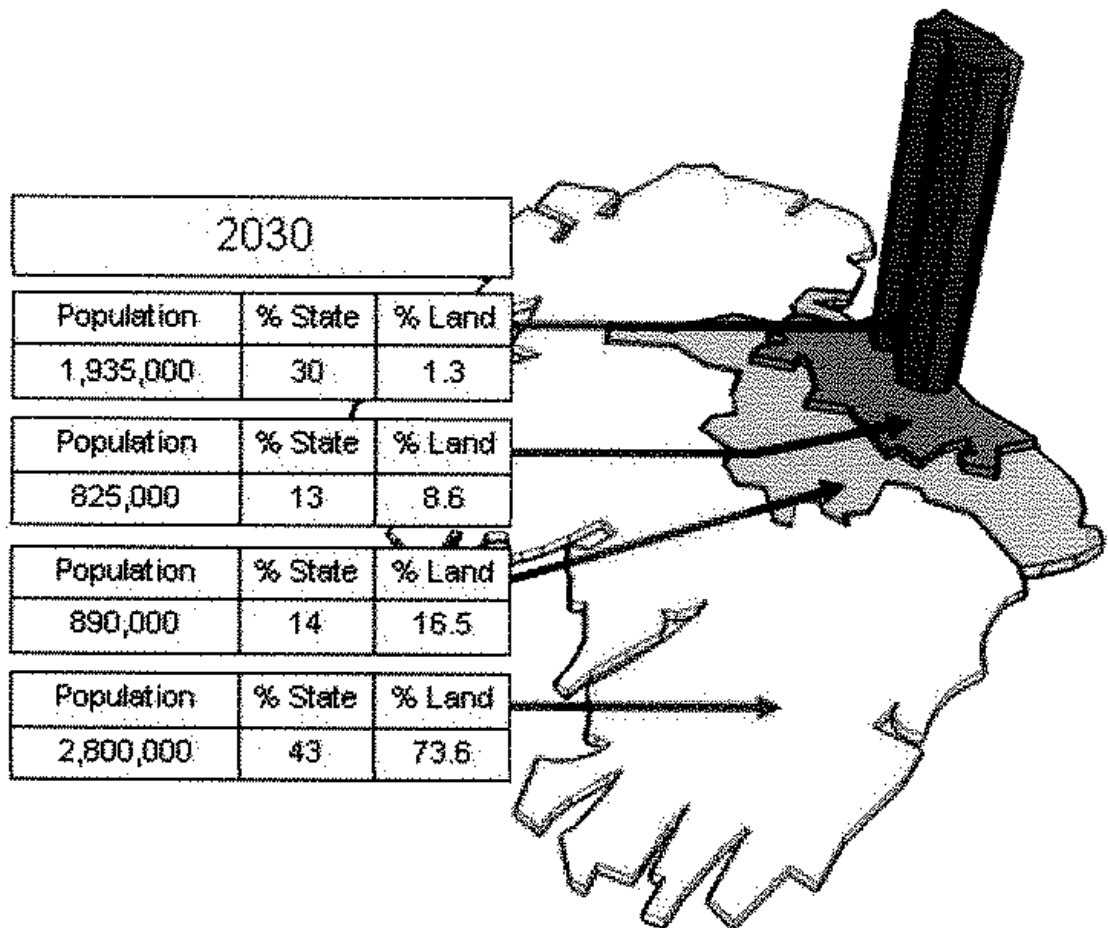 2030
Population % State % Land
1,935,000 30 1.3
Population % State % Land
825,000 13 8.6
Population % State % Land
890,000 14 16.5
Population % State % Land
2,800,000 43 73.6